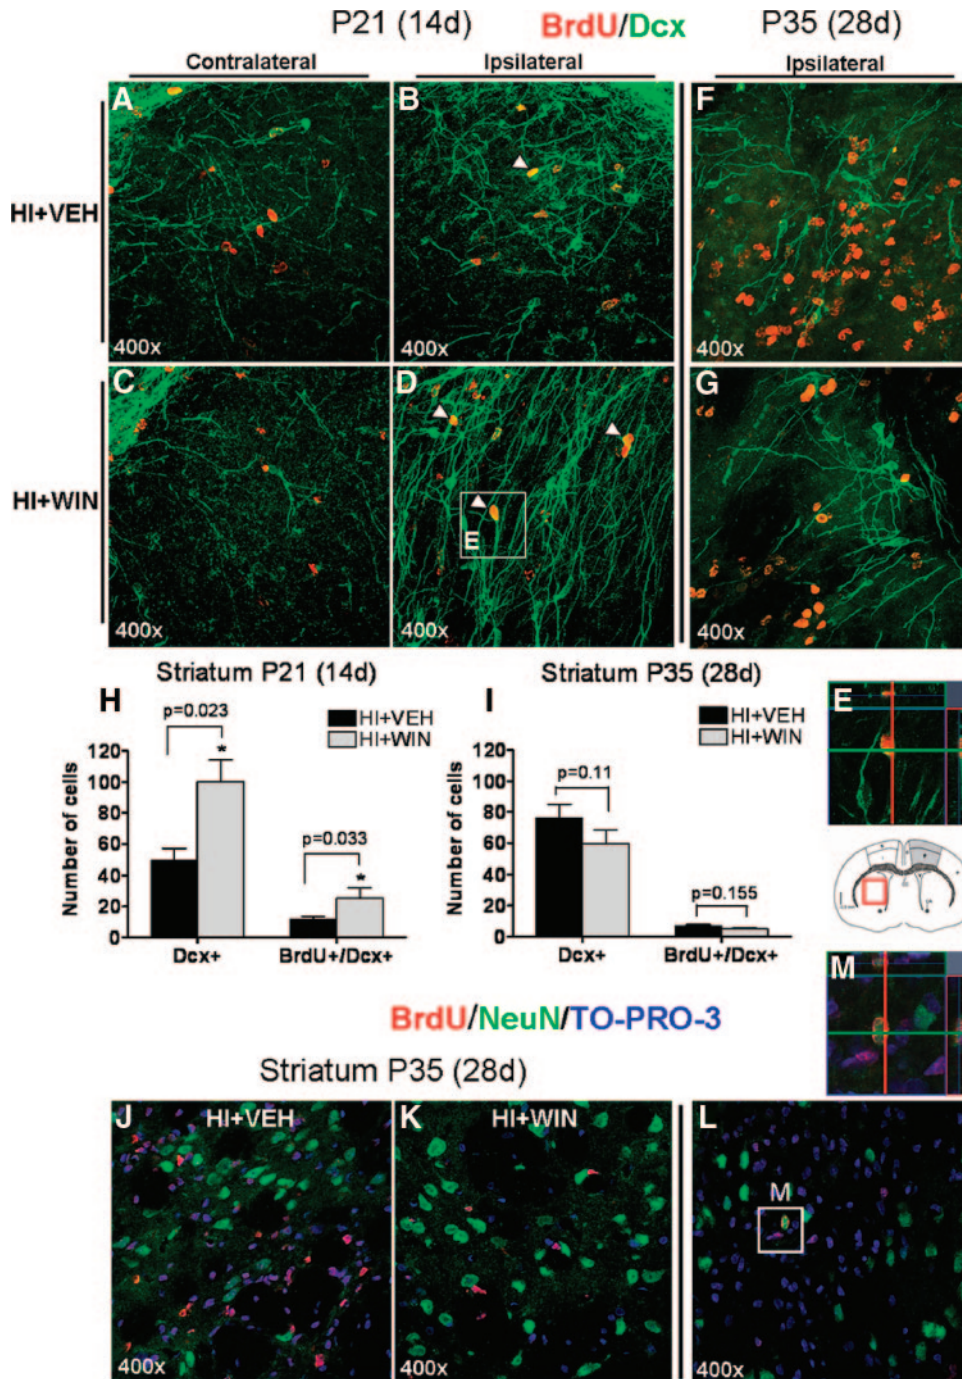 P21 (14d) BrdU/Dcx P35 (28d)
Contralateral Ipsilateral Ipsilateral
A B F
HI+VEH
400x 400x 400x
C D G
HI+WIN
E
400x 400x 400x
Striatum P21 (14d) Striatum P35 (28d)
H I E
p=0.023 HI+VEH HI+VEH
* HI+WIN HI+WIN
120 120
100 100
p=0.11
80 80
Number of cells Number of cells
60 60
p=0.033
40 40
* p=0.155
20 20
0 0
Dcx+ BrdU+/Dcx+ Dcx+ BrdU+/Dcx+
M
BrdU/NeuN/TO-PRO-3
Striatum P35 (28d)
J HI+VEH K HI+WIN L
M
400x 400x 400x